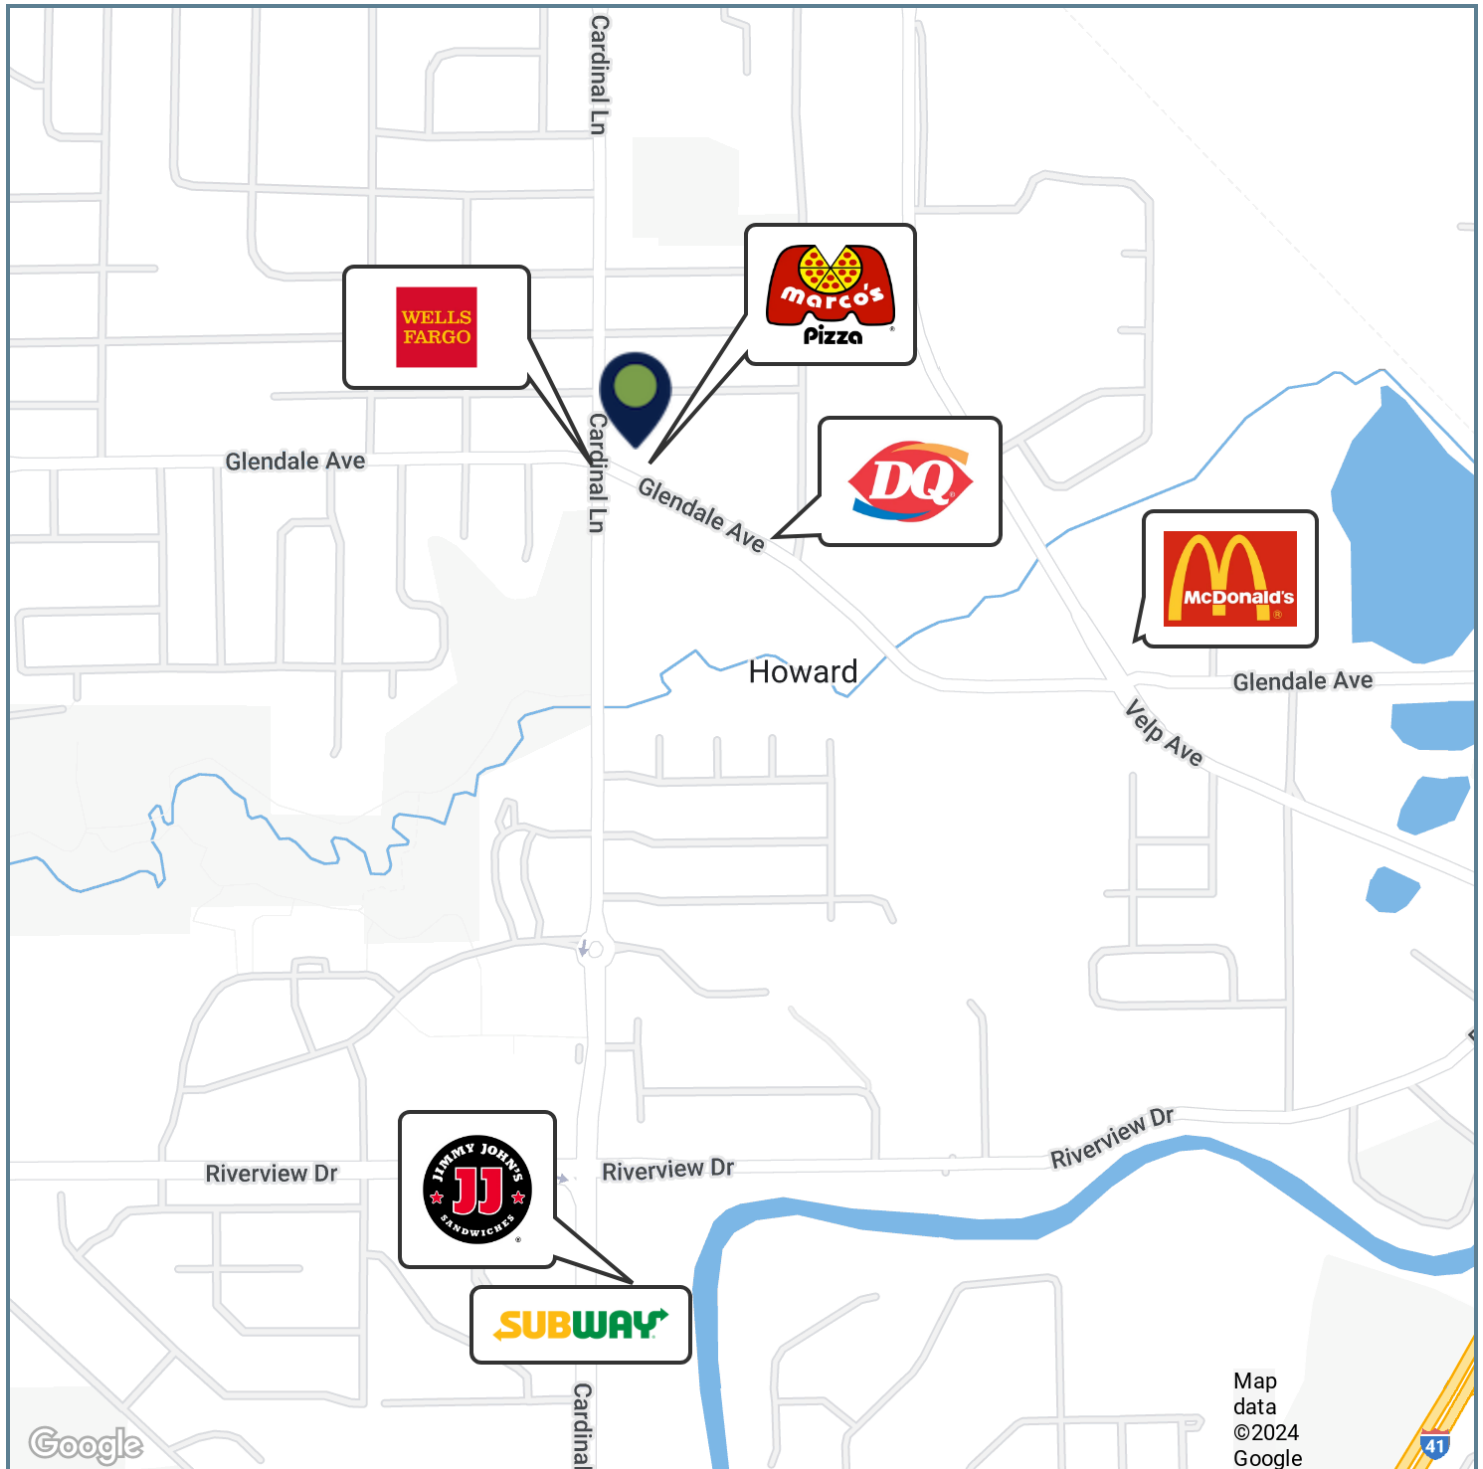 Cardinal Ln
marco's
Pizza
®
WELLS
FARGO
Cardinal Ln
Glendale Ave
Glendale Ave
DQ
®
McDonald's
®
Howard
Glendale Ave
Velp Ave
Riverview Dr
JIMMY JOHN'S
JJ
SANDWICHES
®
Riverview Dr
Riverview Dr
SUBWAY
Cardinal
Map
data
©2024
Google
41
Google